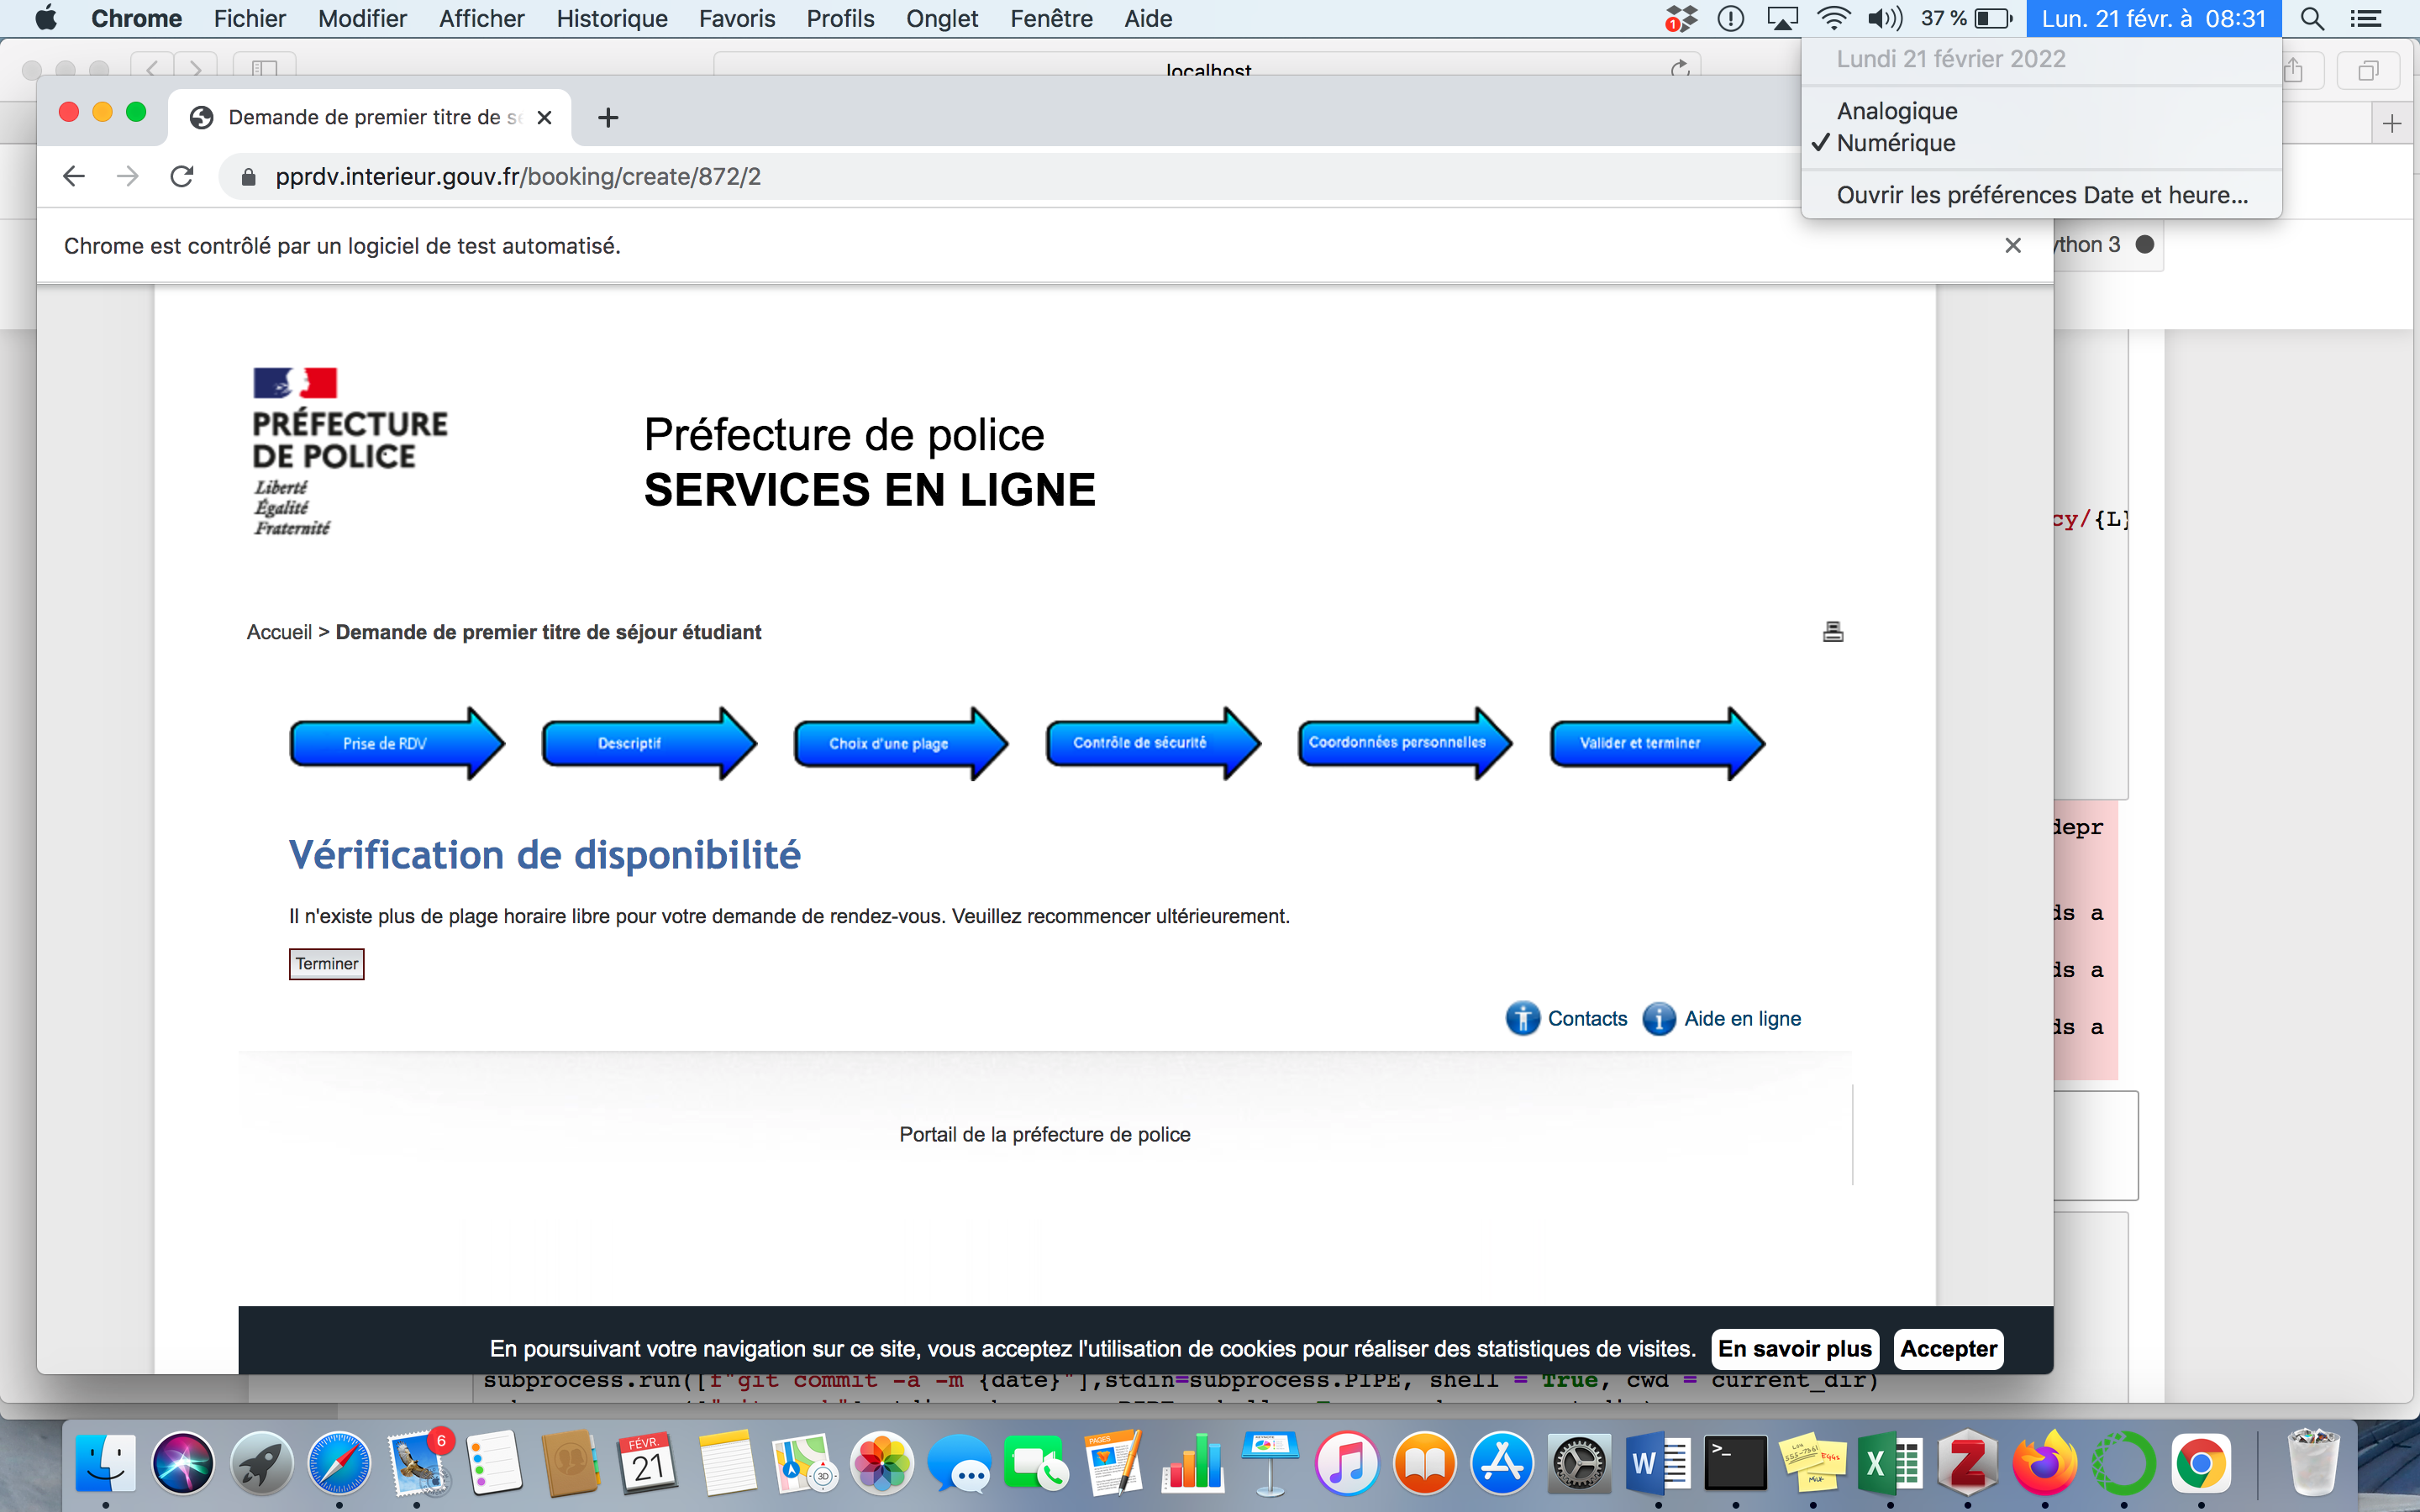 Chrome Fichier Modifier Afficher Historique Favoris Profils Onglet Fenêtre Aide 1 37 % Lun. 21 févr. à 08:31
localhost
Lundi 21 février 2022
Analogique
✓ Numérique
Ouvrir les préférences Date et heure...
Demande de premier titre de
pprdv.interieur.gouv.fr/booking/create/872/2
Chrome est contrôlé par un logiciel de test automatisé.
ython 3
PRÉFECTURE
DE POLICE
Liberté
Égalité
Fraternité
Préfecture de police
SERVICES EN LIGNE
cy/{L}
Accueil > Demande de premier titre de séjour étudiant
Prise de RDV
Descriptif
Choix d'une plage
Contrôle de sécurité
Coordonnées personnelles
Valider et terminer
depr
Vérification de disponibilité
Il n'existe plus de plage horaire libre pour votre demande de rendez-vous. Veuillez recommencer ultérieurement.
ds a
Terminer
ds a
Contacts
Aide en ligne
ds a
Portail de la préfecture de police
En poursuivant votre navigation sur ce site, vous acceptez l'utilisation de cookies pour réaliser des statistiques de visites. En savoir plus Accepter
subprocess.run([f"git commit -a -m {date}"],stdin=subprocess.PIPE, shell = True, cwd = current_dir)
6
FÉVR.
21
3D
PAGES